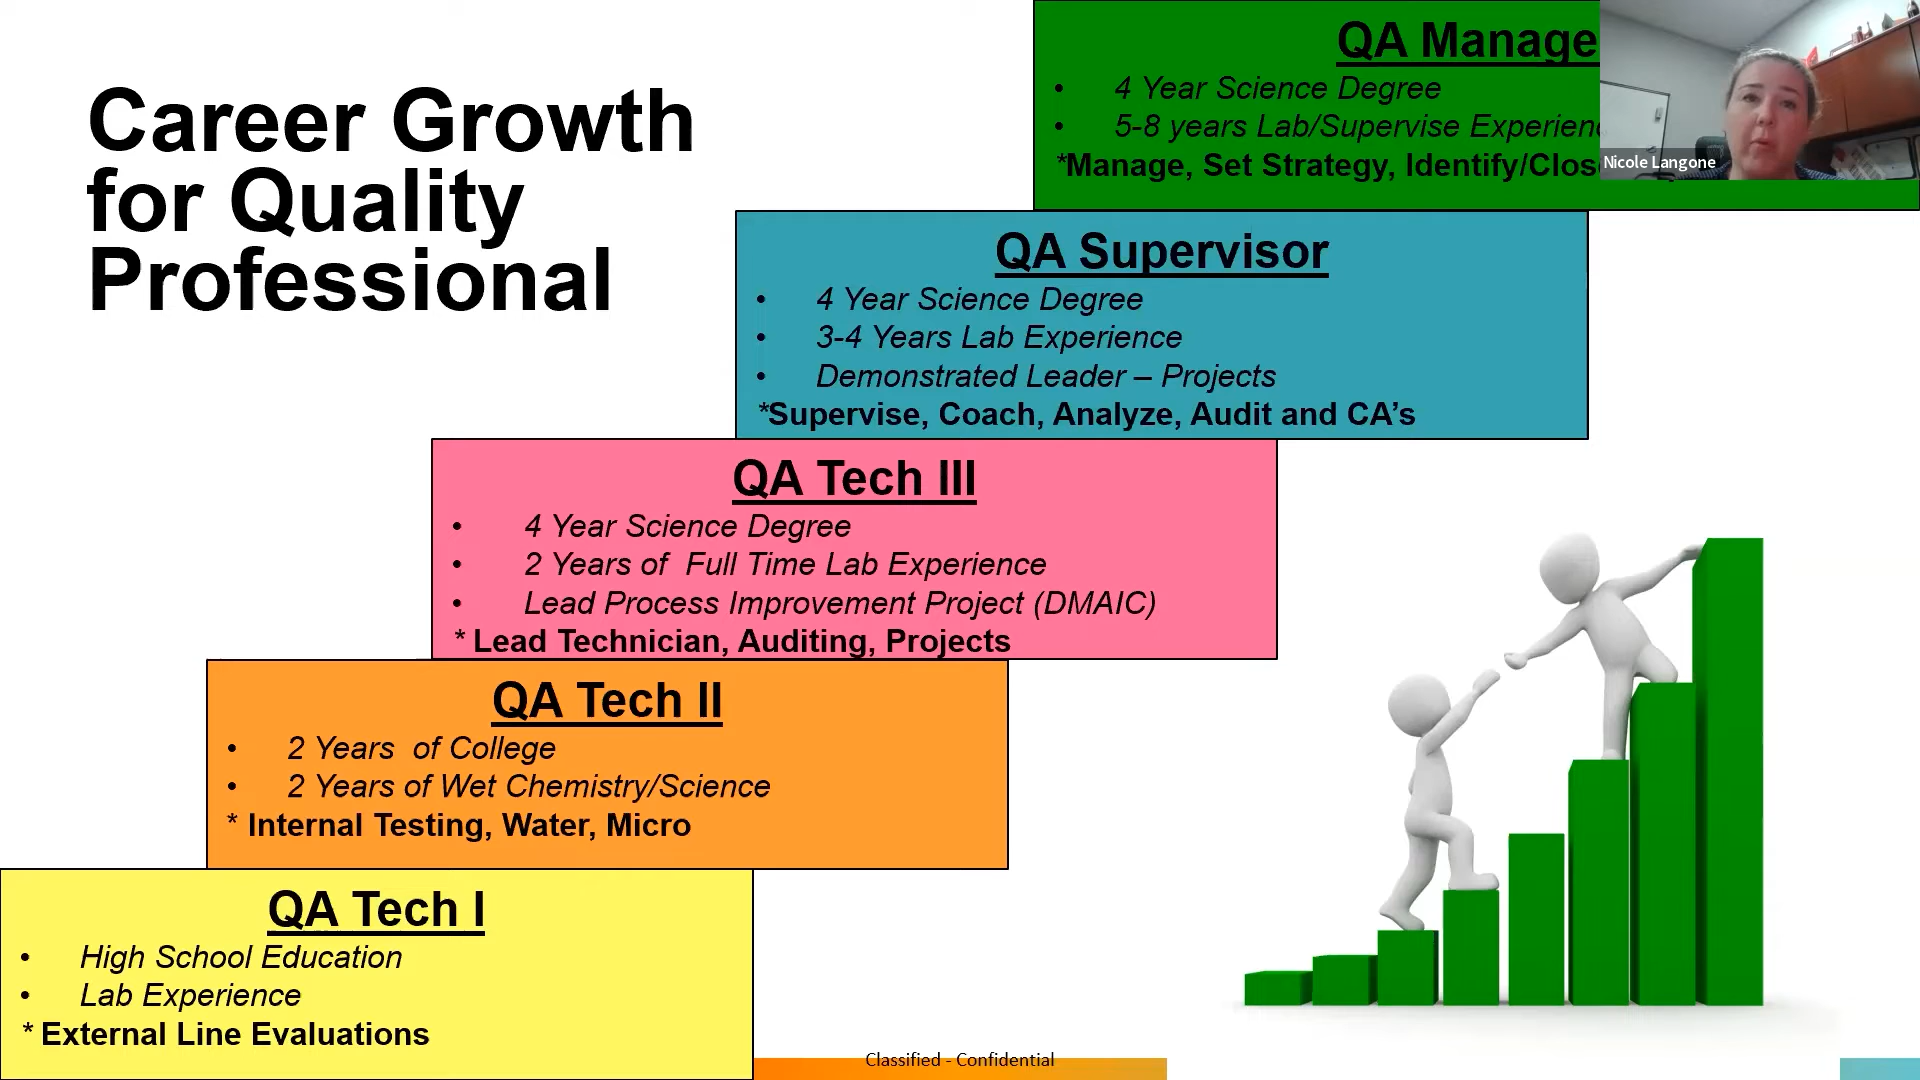 Career Growth
for Quality
Professional
QA Manage
• 4 Year Science Degree
• 5-8 years Lab/Supervise Experien
*Manage, Set Strategy, Identify/Clos
Nicole Langone
QA Supervisor
• 4 Year Science Degree
• 3-4 Years Lab Experience
• Demonstrated Leader – Projects
*Supervise, Coach, Analyze, Audit and CA’s
QA Tech III
• 4 Year Science Degree
• 2 Years of  Full Time Lab Experience
• Lead Process Improvement Project (DMAIC)
* Lead Technician, Auditing, Projects
QA Tech II
• 2 Years  of College
• 2 Years of Wet Chemistry/Science
* Internal Testing, Water, Micro
QA Tech I
• High School Education
• Lab Experience
* External Line Evaluations
Classified - Confidential